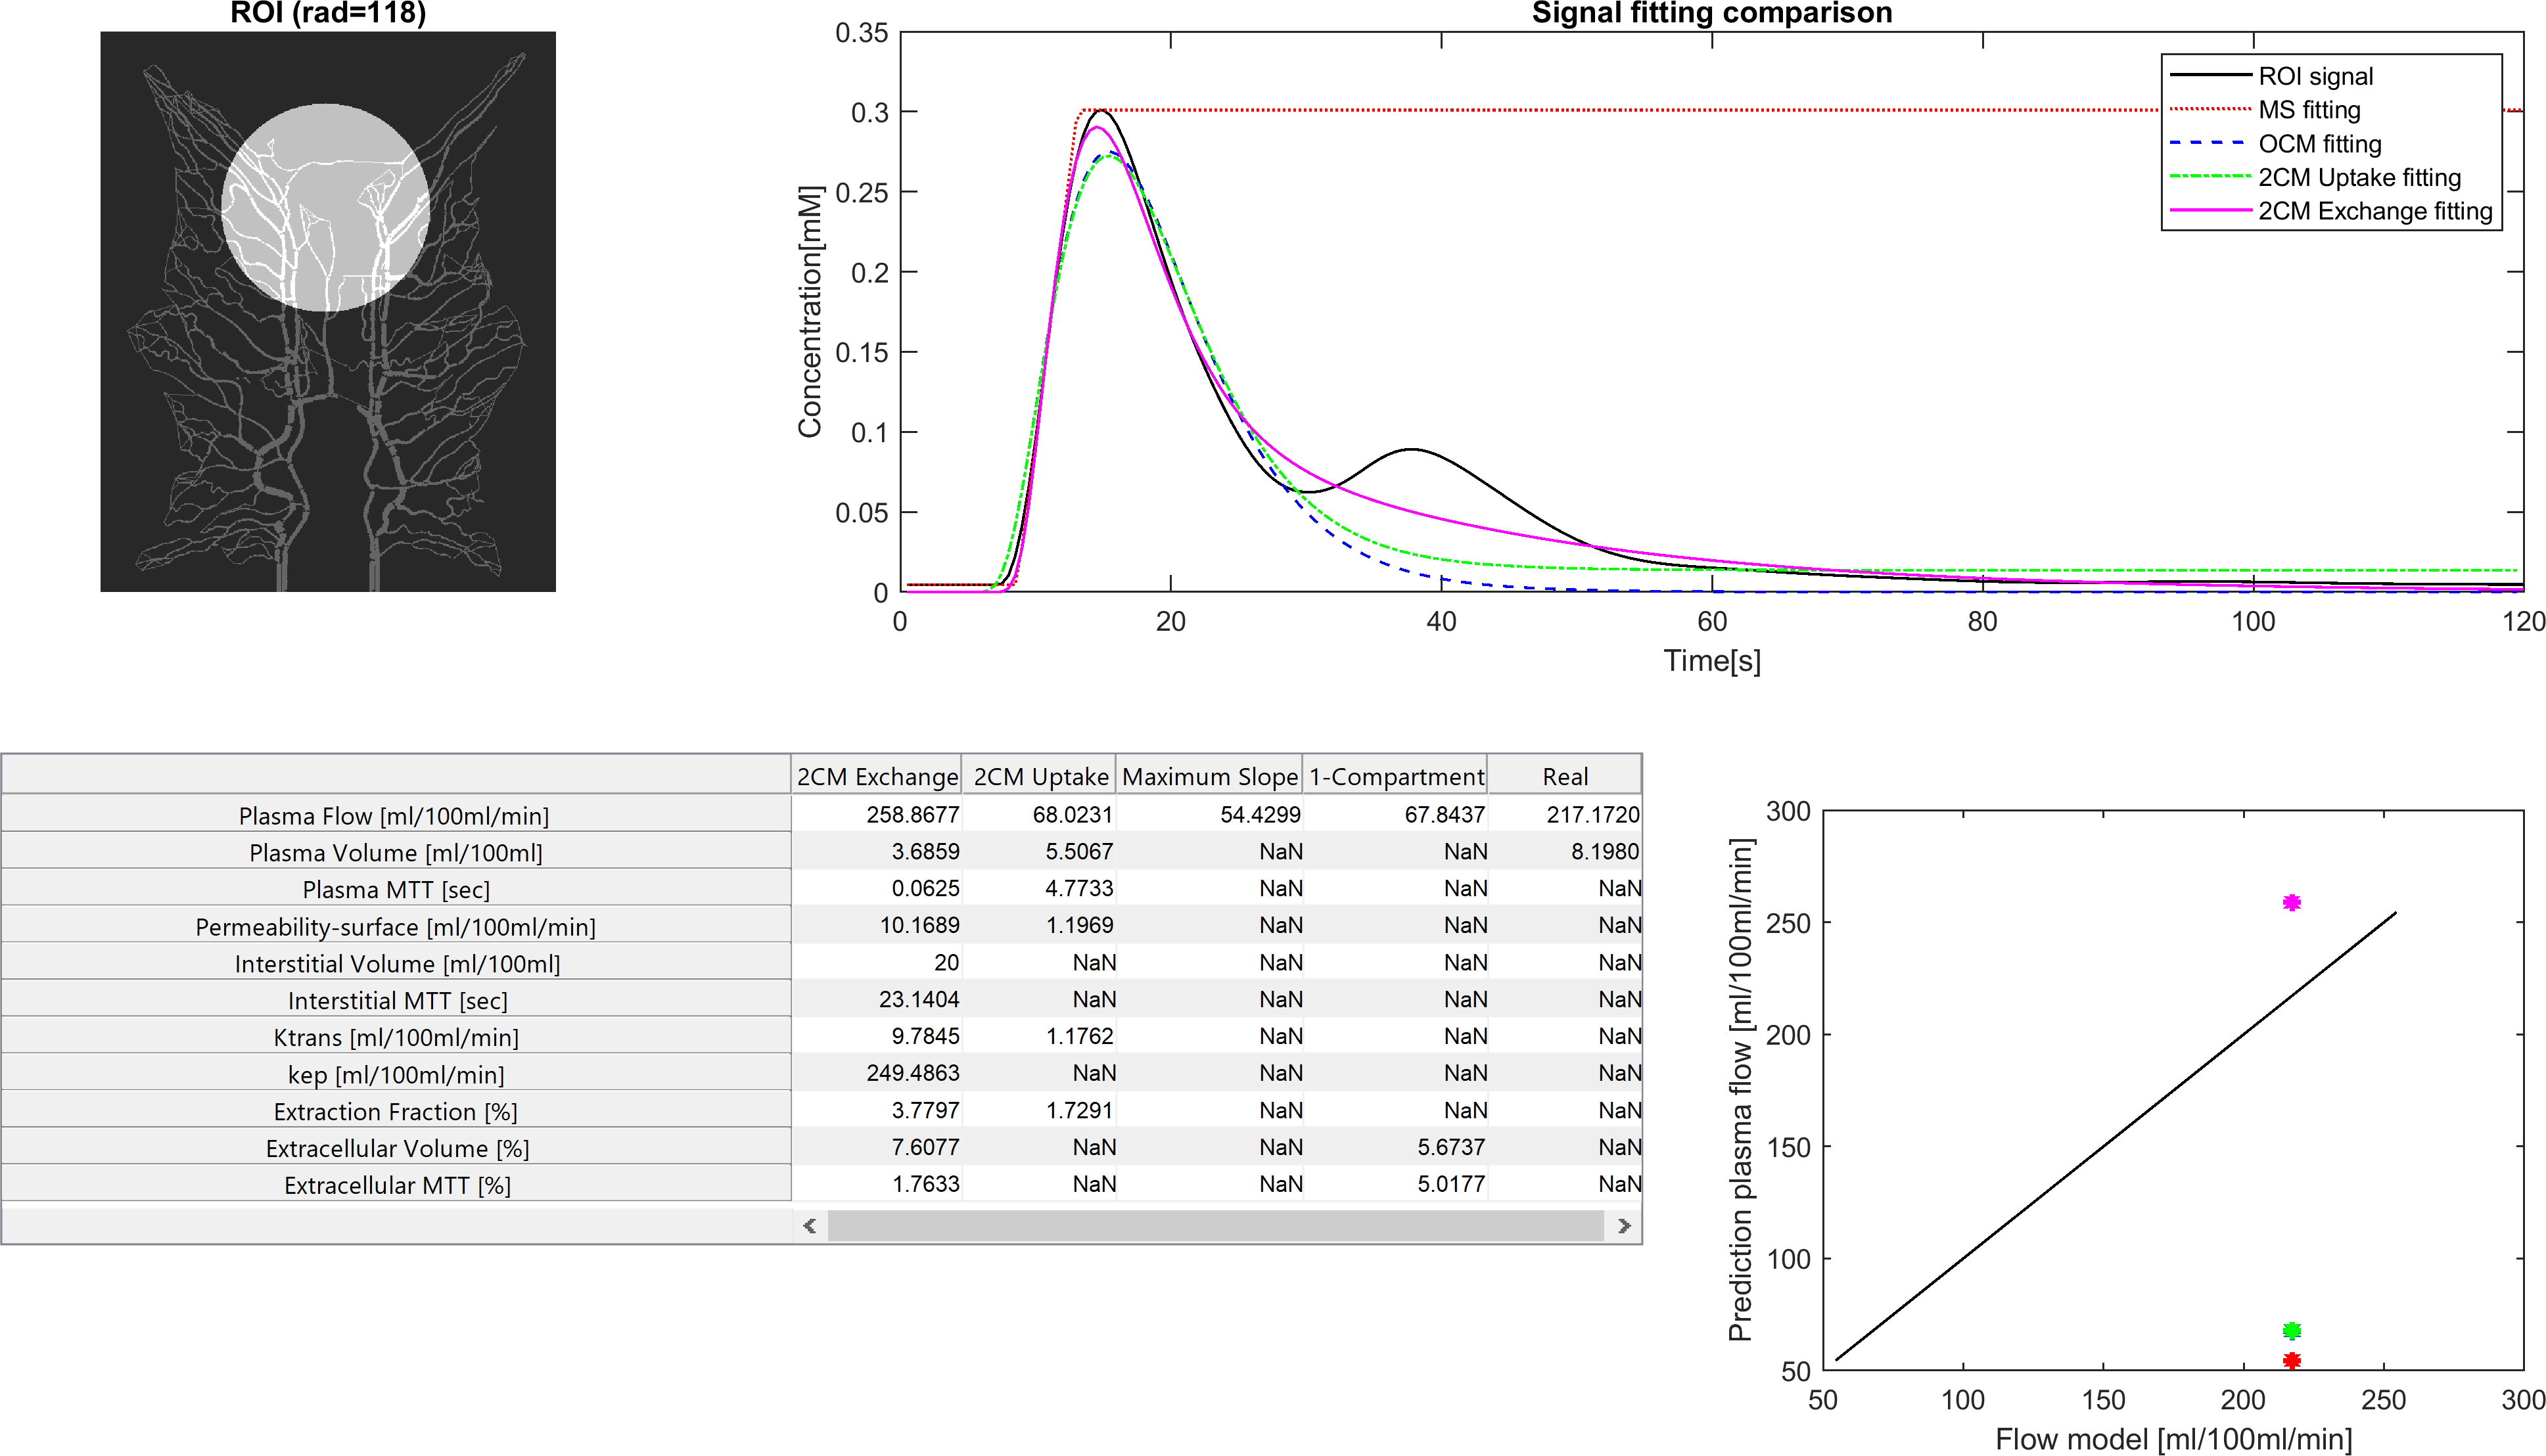 ROI (rad=118)
Signal fitting comparison
0.35
0.3
0.25
0.2
0.15
0.1
0.05
0
Concentration[mM]
0 20 40 60 80 100 120
Time[s]
ROI signal
MS fitting
OCM fitting
2CM Uptake fitting
2CM Exchange fitting
2CM Exchange 2CM Uptake Maximum Slope 1-Compartment Real
Plasma Flow [ml/100ml/min] 258.8677 68.0231 54.4299 67.8437 217.1720
Plasma Volume [ml/100ml] 3.6859 5.5067 NaN NaN 8.1980
Plasma MTT [sec] 0.0625 4.7733 NaN NaN NaN
Permeability-surface [ml/100ml/min] 10.1689 1.1969 NaN NaN NaN
Interstitial Volume [ml/100ml] 20 NaN NaN NaN NaN
Interstitial MTT [sec] 23.1404 NaN NaN NaN NaN
Ktrans [ml/100ml/min] 9.7845 1.1762 NaN NaN NaN
kep [ml/100ml/min] 249.4863 NaN NaN NaN NaN
Extraction Fraction [%] 3.7797 1.7291 NaN NaN NaN
Extracellular Volume [%] 7.6077 NaN NaN 5.6737 NaN
Extracellular MTT [%] 1.7633 NaN NaN 5.0177 NaN
300
250
200
150
100
50
Prediction plasma flow [ml/100ml/min]
50 100 150 200 250 300
Flow model [ml/100ml/min]